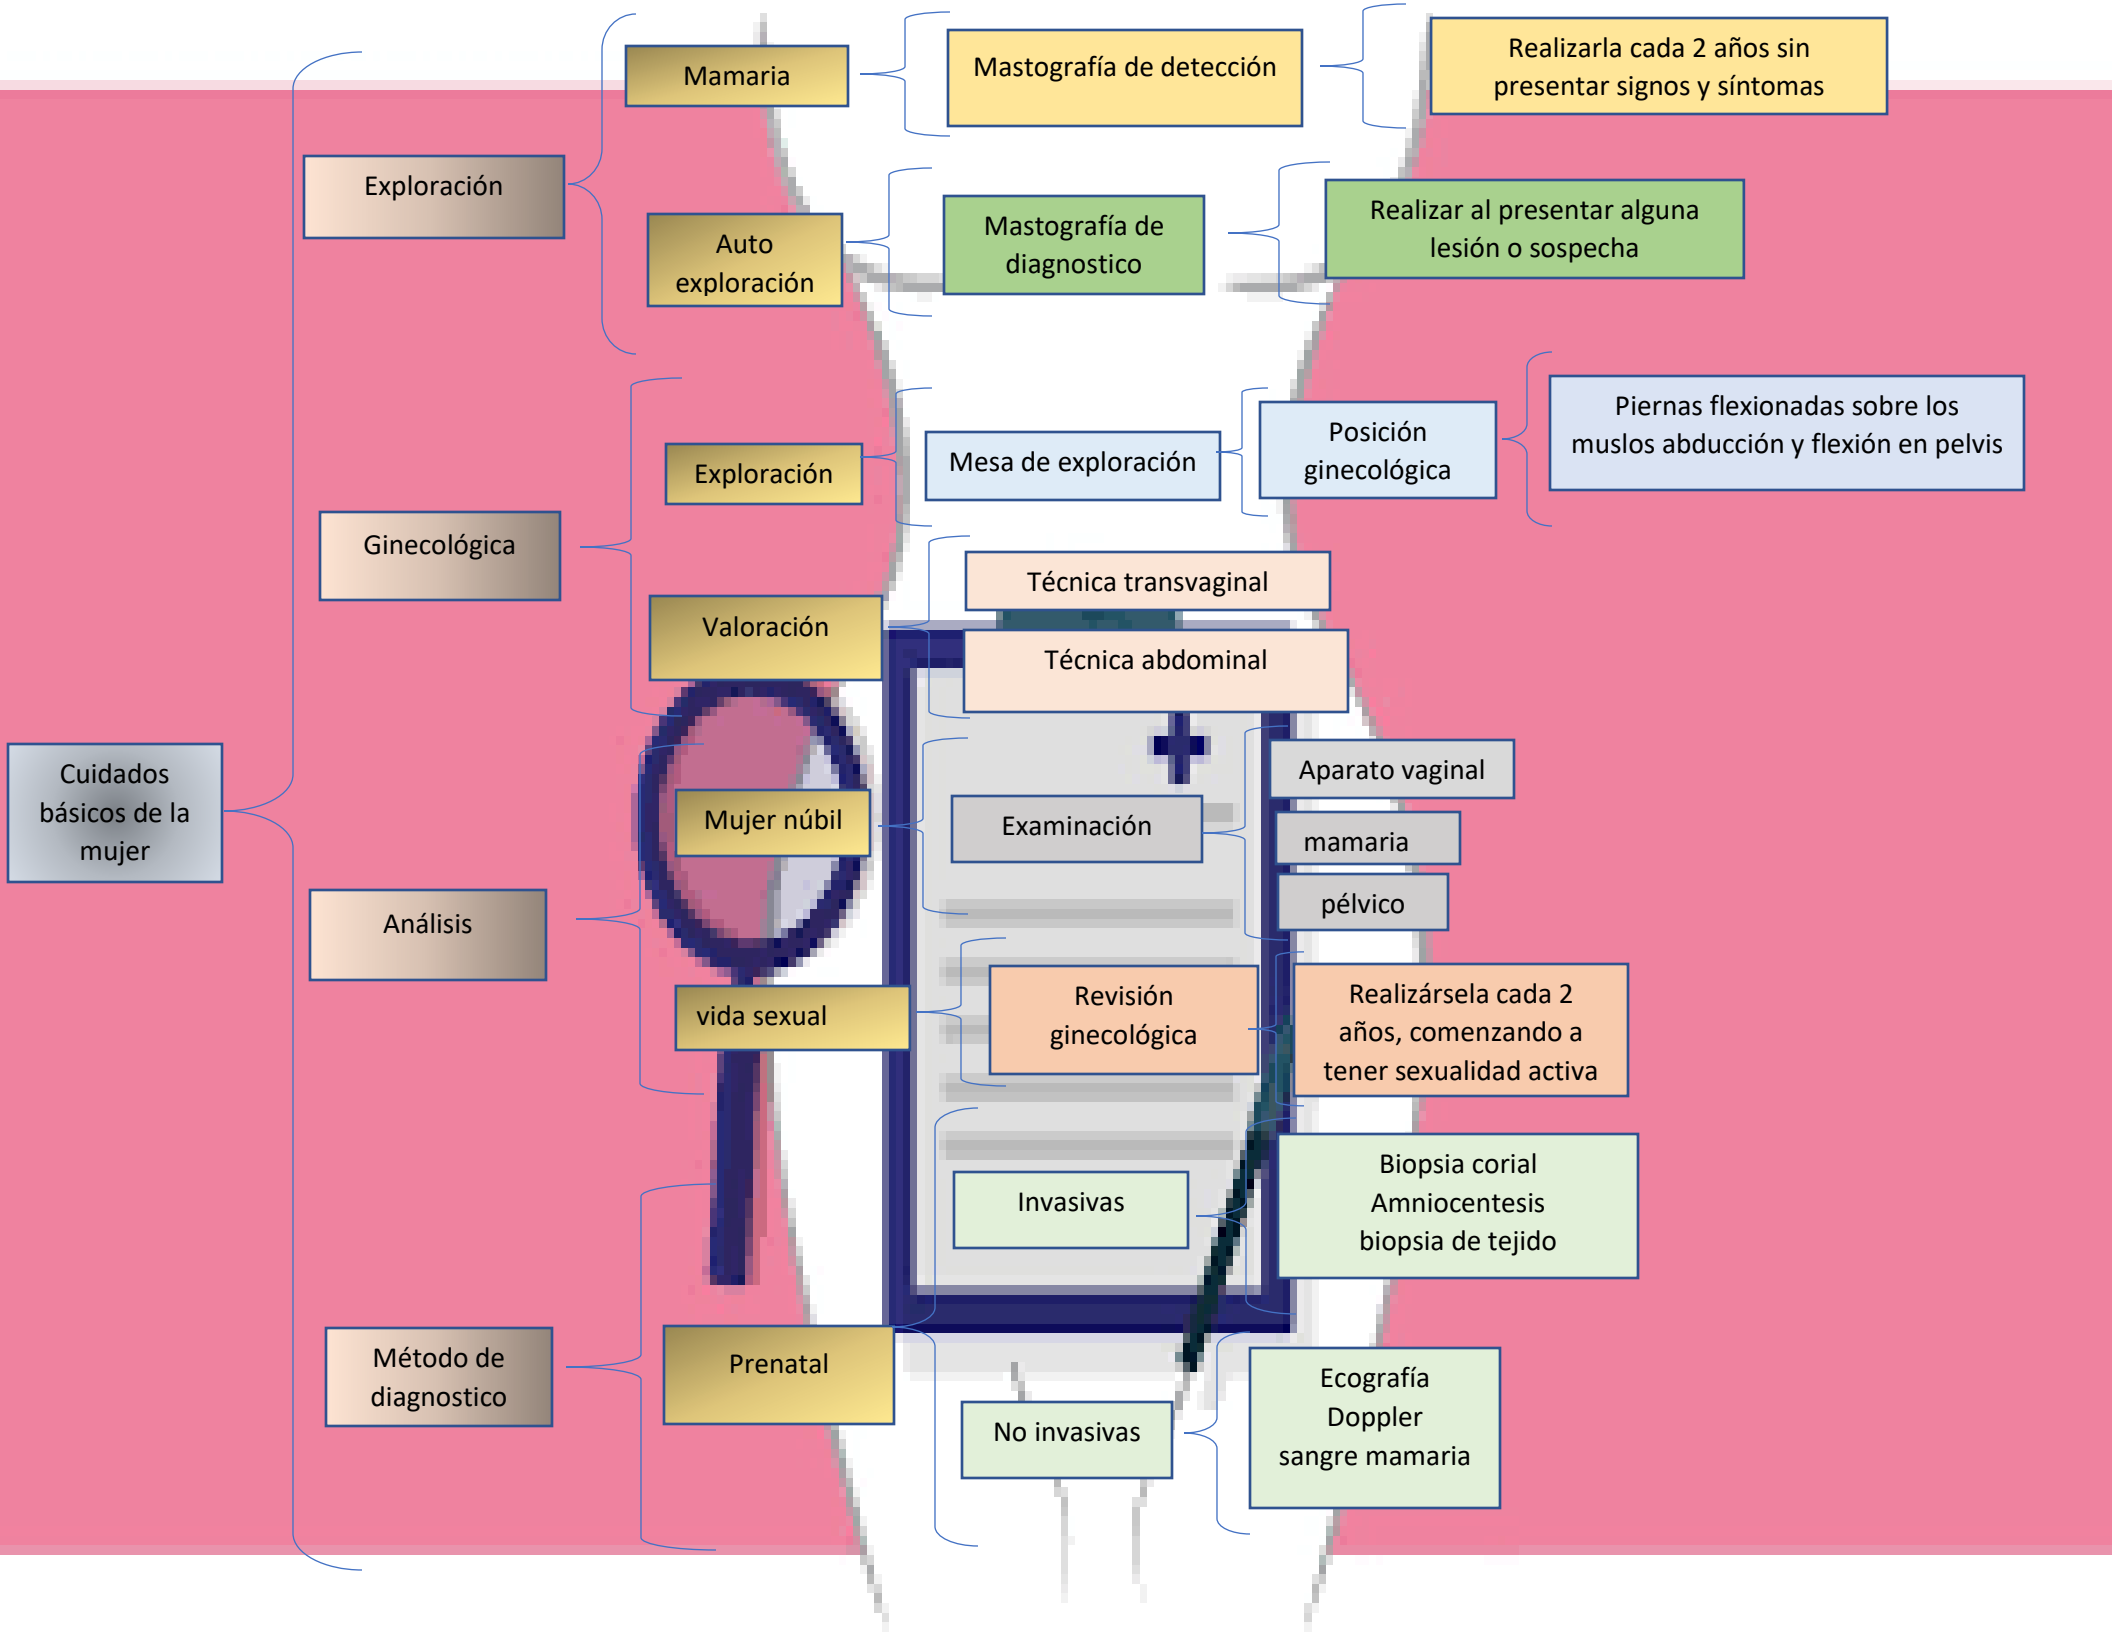 Cuidados
básicos de la
mujer
Exploración
Mamaria
Mastografía de detección
Realizarla cada 2 años sin
presentar signos y síntomas
Auto
exploración
Mastografía de
diagnostico
Realizar al presentar alguna
lesión o sospecha
Ginecológica
Exploración
Mesa de exploración
Posición
ginecológica
Piernas flexionadas sobre los
muslos abducción y flexión en pelvis
Valoración
Técnica transvaginal
Técnica abdominal
Análisis
Mujer núbil
Examinación
Aparato vaginal
mamaria
pélvico
vida sexual
Revisión
ginecológica
Realizársela cada 2
años, comenzando a
tener sexualidad activa
Método de
diagnostico
Prenatal
Invasivas
Biopsia corial
Amniocentesis
biopsia de tejido
No invasivas
Ecografía
Doppler
sangre mamaria